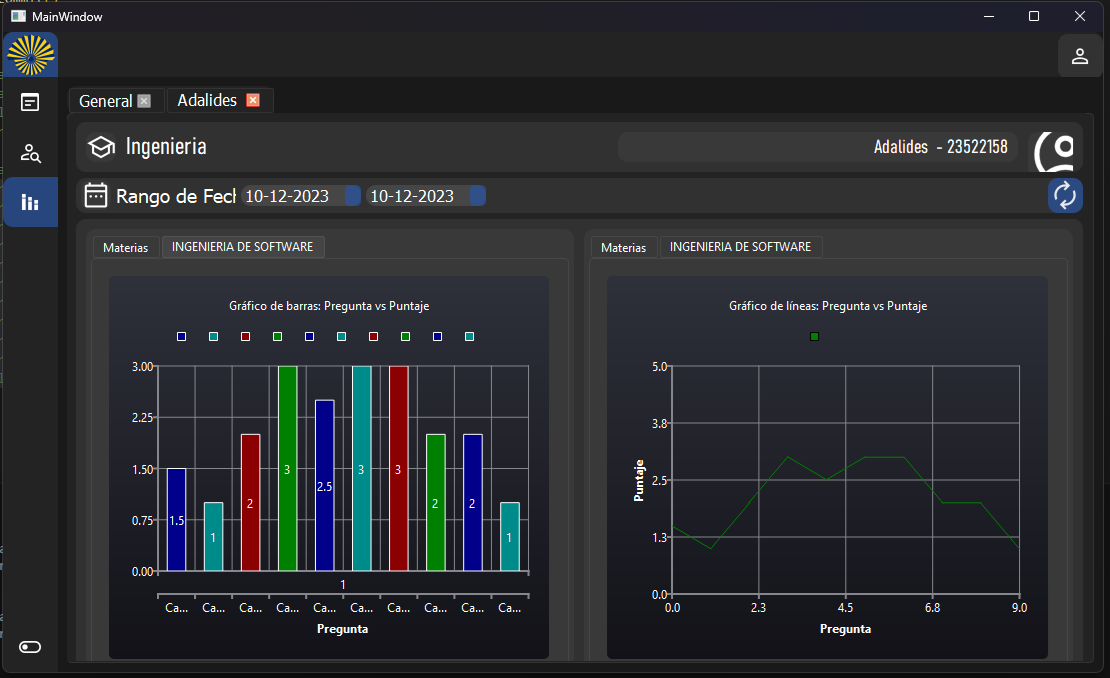 MainWindow
General
Adalides
Ingenieria
Adalides - 23522158
Rango de Fech
10-12-2023
10-12-2023
Materias
INGENIERIA DE SOFTWARE
Gráfico de barras: Pregunta vs Puntaje
3.00
2.25
1.50
0.75
0.00
1.5
1
2
3
2.5
3
3
2
2
1
1
Ca...
Ca...
Ca...
Ca...
Ca...
Ca...
Ca...
Ca...
Ca...
Ca...
Pregunta
Materias
INGENIERIA DE SOFTWARE
Gráfico de líneas: Pregunta vs Puntaje
Puntaje
5.0
3.8
2.5
1.3
0.0
0.0
2.3
4.5
6.8
9.0
Pregunta